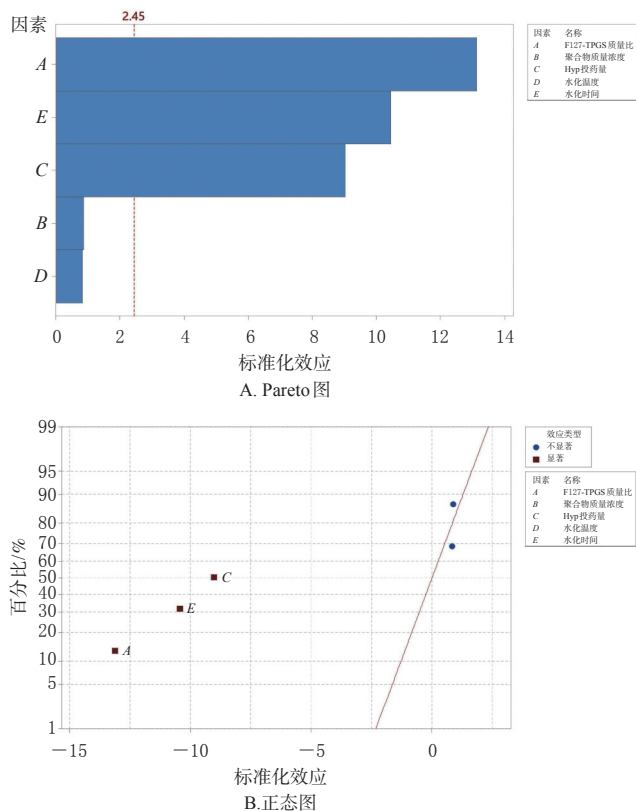 因素
2.45
A
E
C
B
D
0 2 4 6 8 10 12 14
标准化效应
因素 名称
A F127-TPGS质量比
B 聚合物质量浓度
C Hyp投药量
D 水化温度
E 水化时间
A. Pareto图
99
95
90
80
70
60
50
40
30
20
10
5
1
百分比/%
C
E
A
−15 −10 −5 0
标准化效应
效应类型
不显著
显著
因素 名称
A F127-TPGS质量比
B 聚合物质量浓度
C Hyp投药量
D 水化温度
E 水化时间
B.正态图